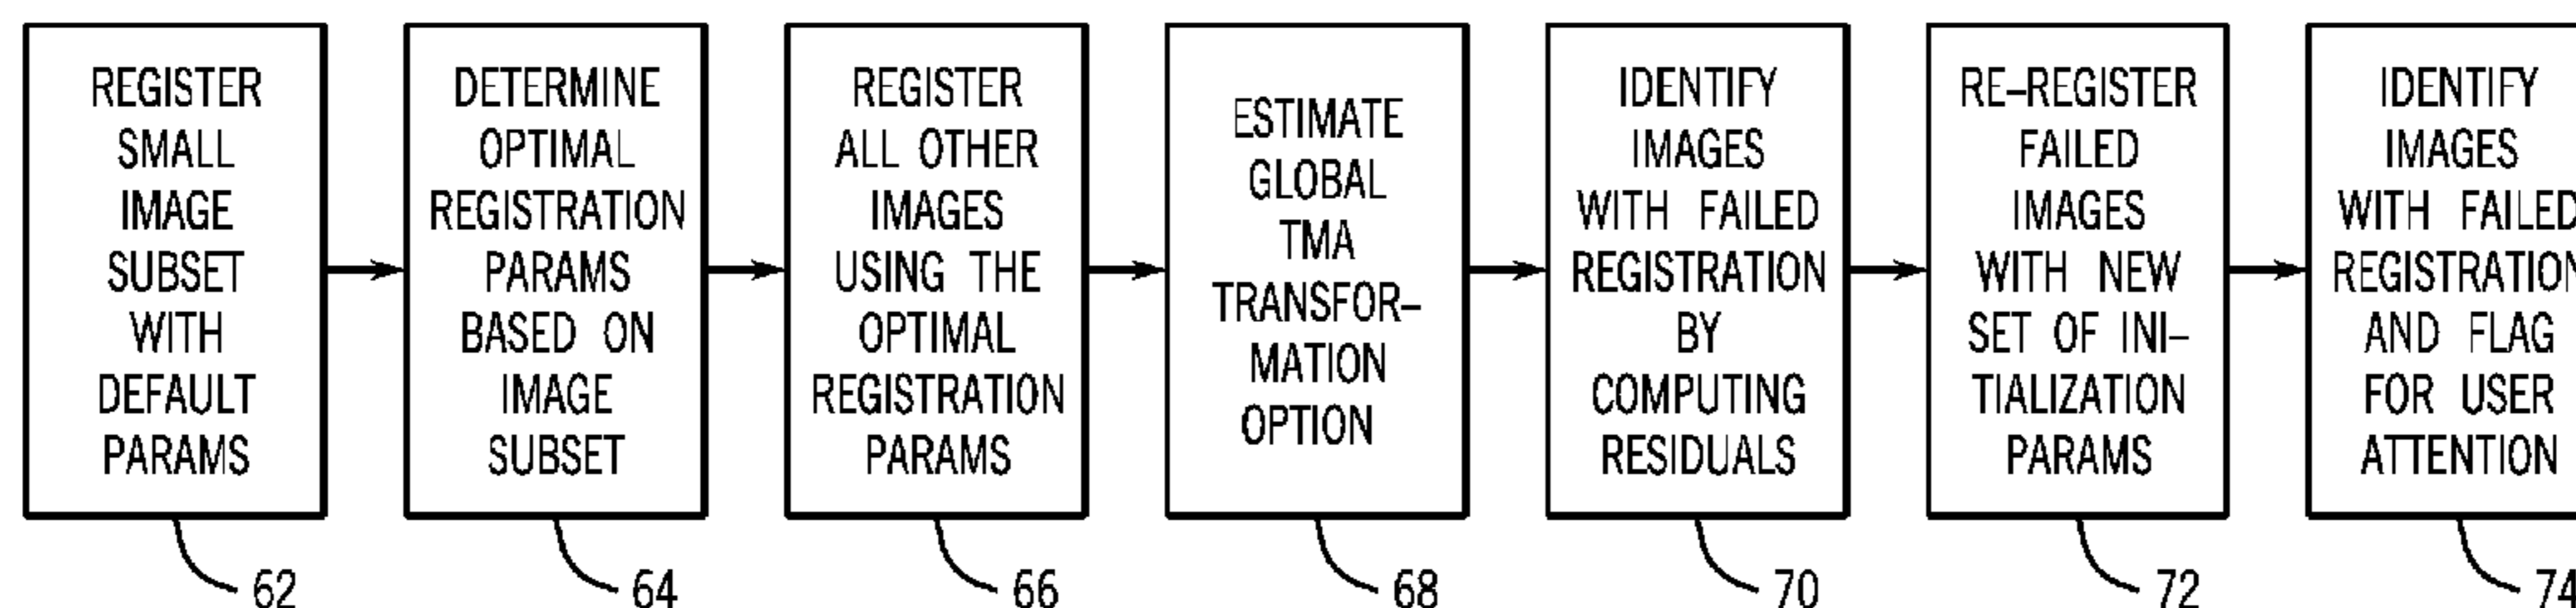 REGISTER
SMALL
IMAGE
SUBSET
WITH
DEFAULT
PARAMS
62
DETERMINE
OPTIMAL
REGISTRATION
PARAMS
BASED ON
IMAGE
SUBSET
64
REGISTER
ALL OTHER
IMAGES
USING THE
OPTIMAL
REGISTRATION
PARAMS
66
ESTIMATE
GLOBAL
TMA
TRANSFOR–
MATION
OPTION
68
IDENTIFY
IMAGES
WITH FAILED
REGISTRATION
BY
COMPUTING
RESIDUALS
70
RE–REGISTER
FAILED
IMAGES
WITH NEW
SET OF INI–
TIALIZATION
PARAMS
72
IDENTIFY
IMAGES
WITH FAILED
REGISTRATION
AND FLAG
FOR USER
ATTENTION
74